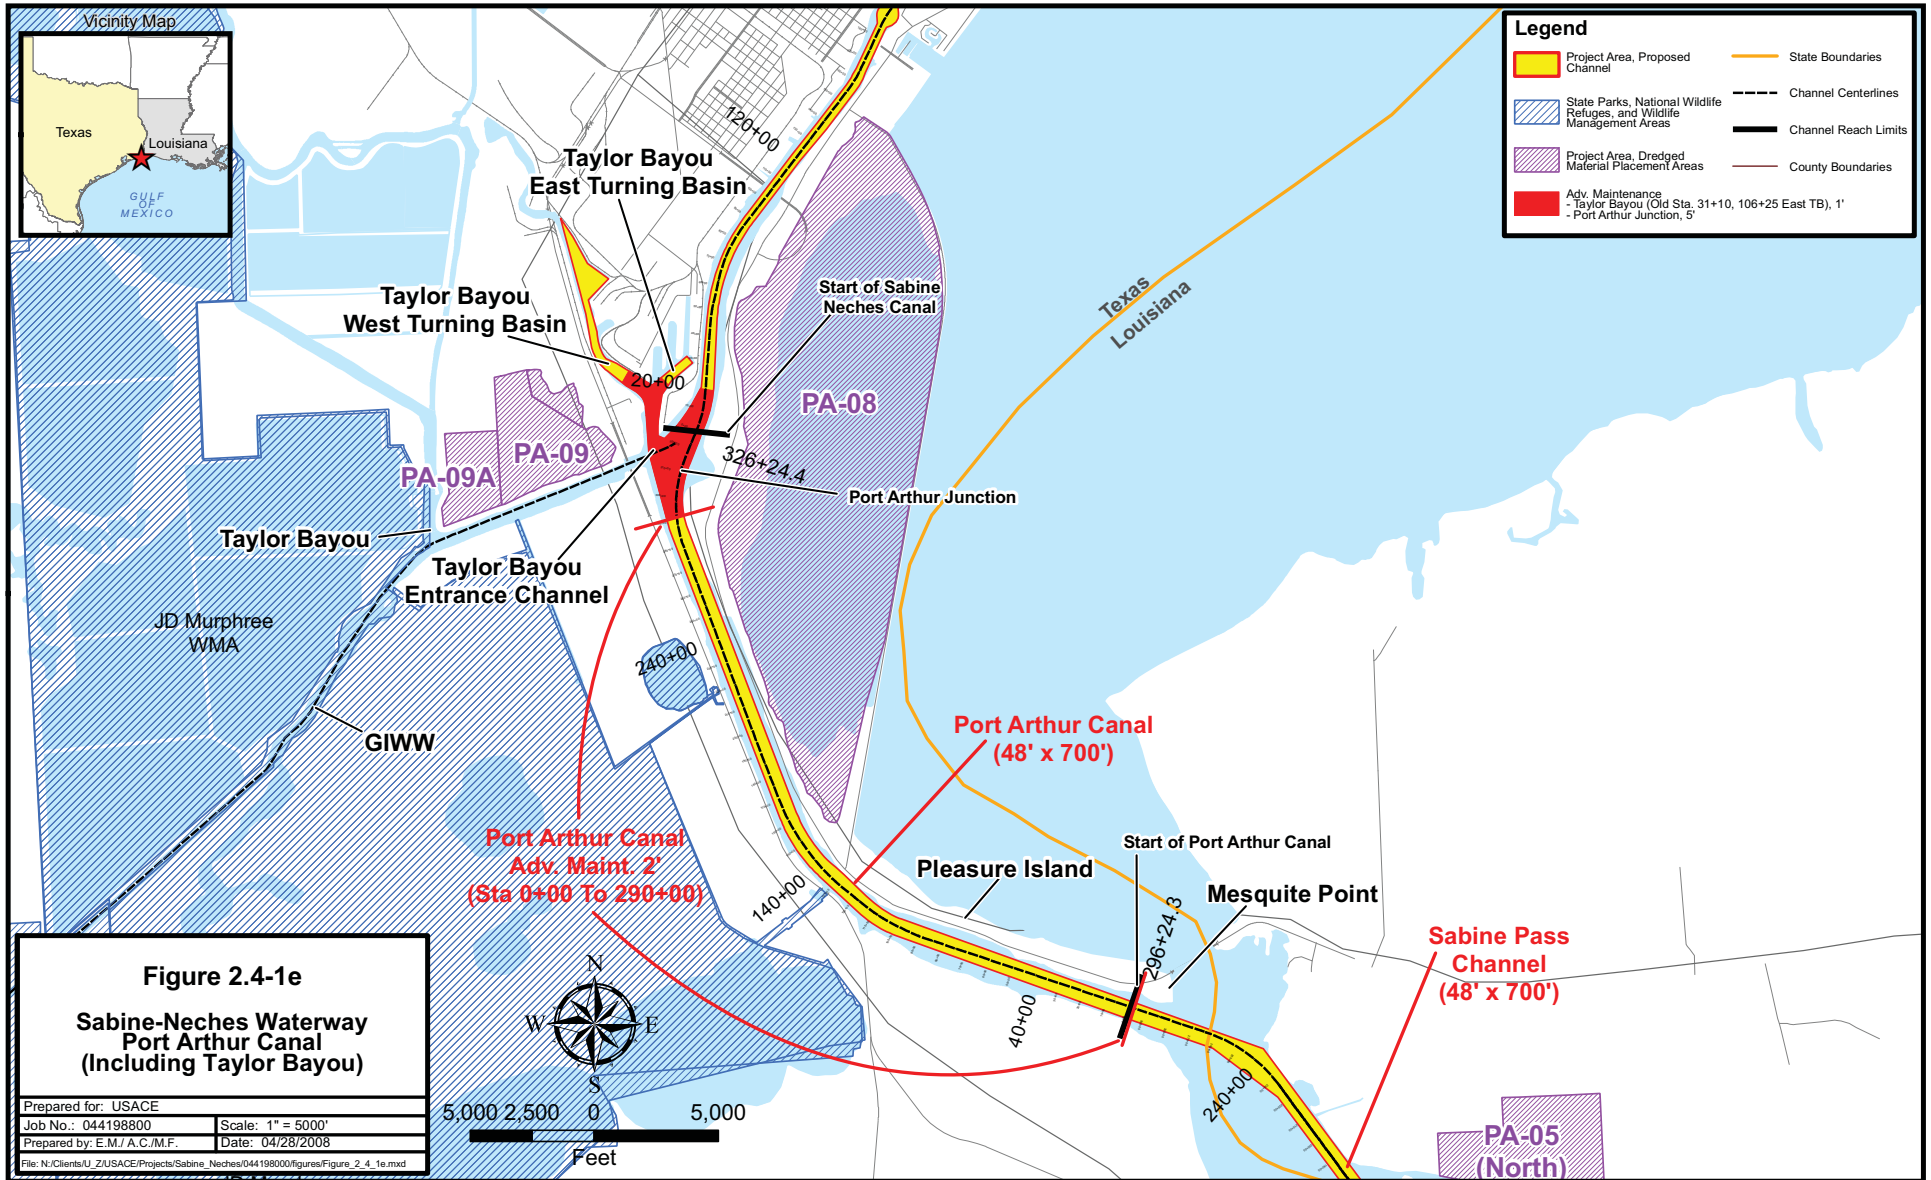 Vicinity Map
Texas
Louisiana
GULF
OF
MEXICO
Legend
Project Area, Proposed
Channel
State Parks, National Wildlife
Refuges, and Wildlife
Management Areas
Project Area, Dredged
Material Placement Areas
Adv. Maintenance
- Taylor Bayou (Old Sta. 31+10, 106+25 East TB), 1'
- Port Arthur Junction, 5'
State Boundaries
Channel Centerlines
Channel Reach Limits
County Boundaries
120+00
Taylor Bayou
East Turning Basin
Taylor Bayou
West Turning Basin
Start of Sabine
Neches Canal
Texas
Louisiana
20+00
PA-08
PA-09
PA-09A
326+24.4
Port Arthur Junction
Taylor Bayou
Taylor Bayou
Entrance Channel
JD Murphree
WMA
240+00
GIWW
Port Arthur Canal
(48' x 700')
Port Arthur Canal
Adv. Maint. 2'
(Sta 0+00 To 290+00)
Start of Port Arthur Canal
Pleasure Island
Mesquite Point
140+00
296+24.3
Sabine Pass
Channel
(48' x 700')
40+00
240+00
PA-05
(North)
N
W
E
S
5,000 2,500 0 5,000
Feet
Figure 2.4-1e
Sabine-Neches Waterway
Port Arthur Canal
(Including Taylor Bayou)
Prepared for: USACE
Job No.: 044198800
Scale: 1" = 5000'
Prepared by: E.M./ A.C./M.F.
Date: 04/28/2008
File: N:/Clients/U_Z/USACE/Projects/Sabine_Neches/044198000/figures/Figure_2_4_1e.mxd